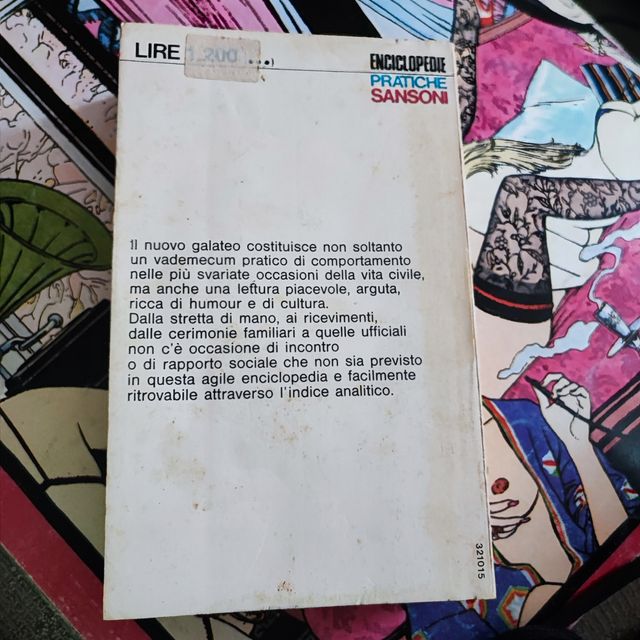 LIRE 1.200 (...)
ENCICLOPEDIE
PRATICHE
SANSONI
Il nuovo galateo costituisce non soltanto
un vademecum pratico di comportamento
nelle più svariate occasioni della vita civile,
ma anche una lettura piacevole, arguta,
ricca di humour e di cultura.
Dalla stretta di mano, ai ricevimenti,
dalle cerimonie familiari a quelle ufficiali
non c'è occasione di incontro
o di rapporto sociale che non sia previsto
in questa agile enciclopedia e facilmente
ritrovabile attraverso l'indice analitico.
321015